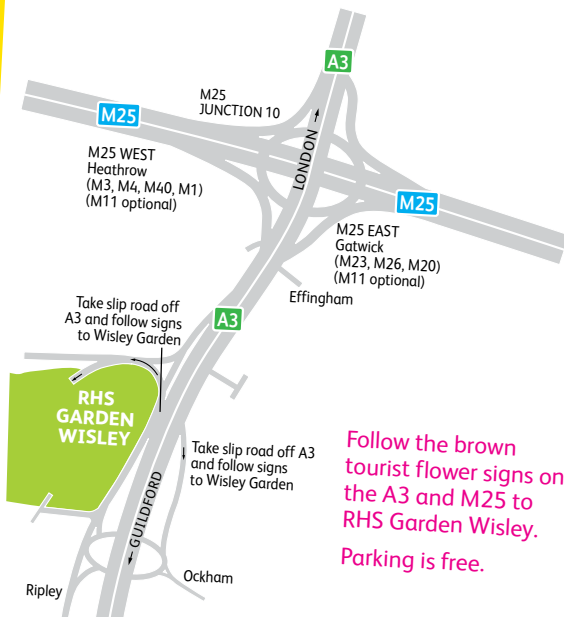 A3
M25
JUNCTION 10
M25
LONDON
M25 WEST
Heathrow
(M3, M4, M40, M1)
(M11 optional)
M25
M25 EAST
Gatwick
(M23, M26, M20)
(M11 optional)
Effingham
Take slip road off
A3 and follow signs
to Wisley Garden
A3
RHS
GARDEN
WISLEY
Take slip road off A3
and follow signs
to Wisley Garden
GUILDFORD
Ockham
Ripley
Follow the brown
tourist flower signs on
the A3 and M25 to
RHS Garden Wisley.
Parking is free.